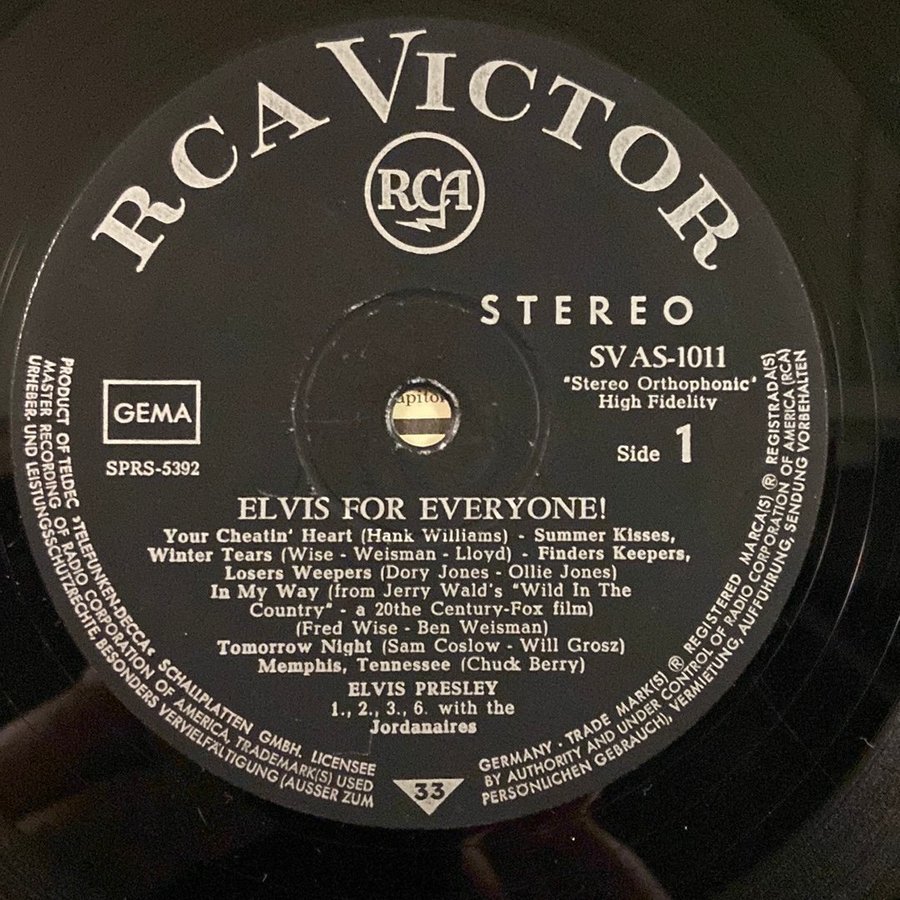 RCA VICTOR
RCA
STEREO
SVAS-1011
"Stereo Orthophonic"
High Fidelity
Side 1
GEMA
SPRS-5392
apitol
ELVIS FOR EVERYONE!
Your Cheatin' Heart (Hank Williams) - Summer Kisses,
Winter Tears (Wise - Weisman - Lloyd) - Finders Keepers,
Losers Weepers (Dory Jones - Ollie Jones)
In My Way (from Jerry Wald's "Wild In The
Country" - a 20the Century-Fox film)
(Fred Wise - Ben Weisman)
Tomorrow Night (Sam Coslow - Will Grosz)
Memphis, Tennessee (Chuck Berry)
ELVIS PRESLEY
1., 2., 3., 6. with the
Jordanaires
33
PRODUCT OF TELDEC »TELEFUNKEN-DECCA« SCHALLPLATTEN GMBH. LICENSEE
MASTER RECORDING OF RADIO CORPORATION OF AMERICA, TRADEMARK(S) USED
URHEBER- UND LEISTUNGSSCHUTZRECHTE, BESONDERS VERVIELFÄLTIGUNG (AUSSER ZUM
GERMANY - TRADE MARK(S) ® REGISTERED MARCA(S) ® REGISTRADA(S)
BY AUTHORITY AND UNDER CONTROL OF RADIO CORPORATION OF AMERICA (RCA)
PERSÖNLICHEN GEBRAUCH), VERMIETUNG, AUFFÜHRUNG, SENDUNG VORBEHALTEN